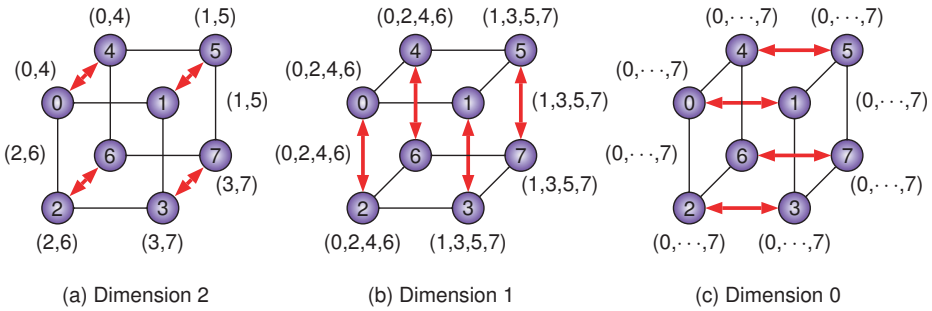 (0,4) (1,5) (0,2,4,6) (1,3,5,7) (0,···,7) (0,···,7)
4 5 4 5 4 5
(0,4) (0,2,4,6) (0,···,7)
0 1 (1,5) 0 1 (1,3,5,7) 0 1 (0,···,7)
(2,6) 6 7 (0,2,4,6) 6 7 (0,···,7) 6 7
(3,7) (1,3,5,7) (0,···,7)
2 3 2 3 2 3
(2,6) (3,7) (0,2,4,6) (1,3,5,7) (0,···,7) (0,···,7)
(a) Dimension 2 (b) Dimension 1 (c) Dimension 0